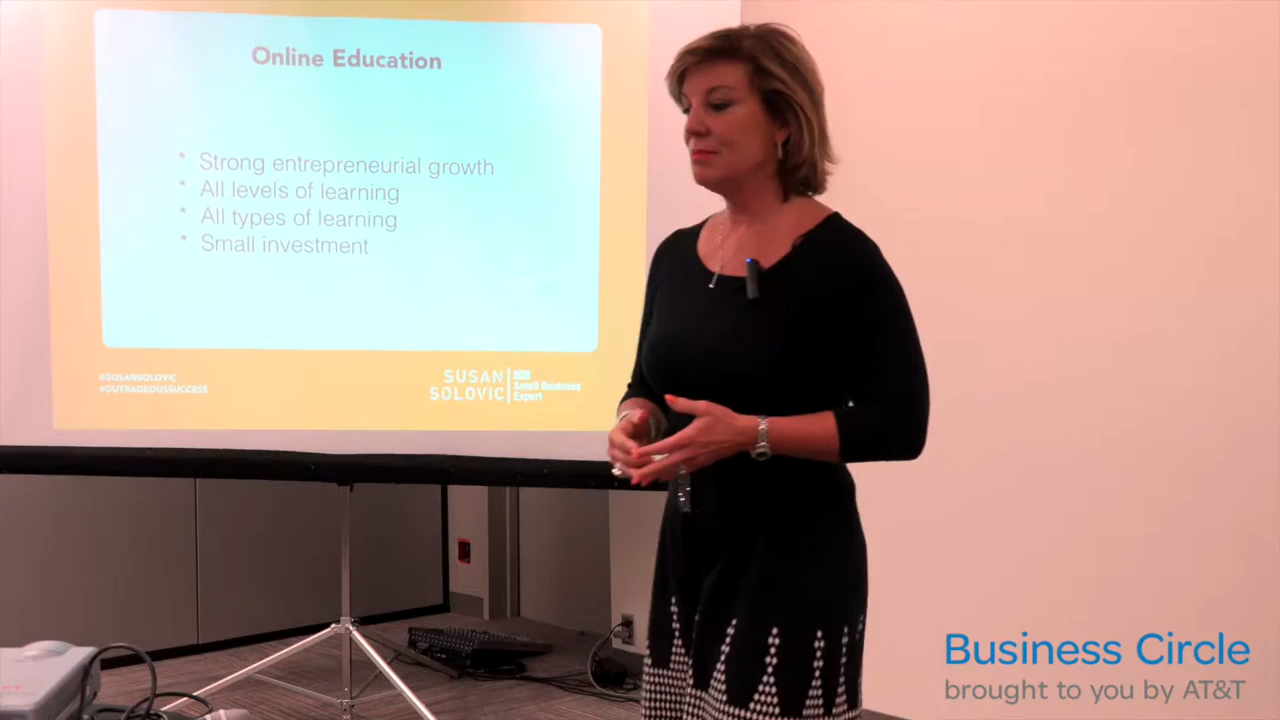 Online Education
* Strong entrepreneurial growth
* All levels of learning
* All types of learning
* Small investment
@SUSANSOLOVIC
#OUTRAGEOUSSUCCESS
SUSAN
SOLOVIC
Small Business
Expert
Business Circle
brought to you by AT&T